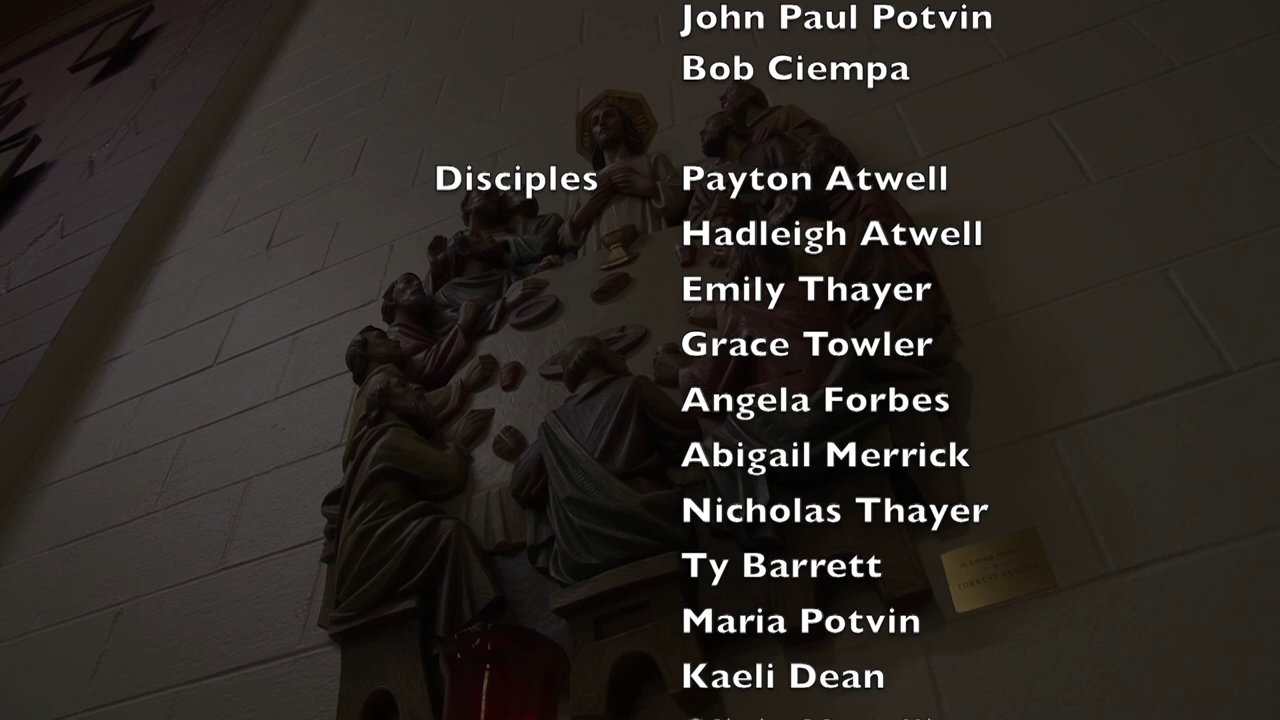 John Paul Potvin
Bob Ciempa
Disciples Payton Atwell
Hadleigh Atwell
Emily Thayer
Grace Towler
Angela Forbes
Abigail Merrick
Nicholas Thayer
Ty Barrett
Maria Potvin
Kaeli Dean